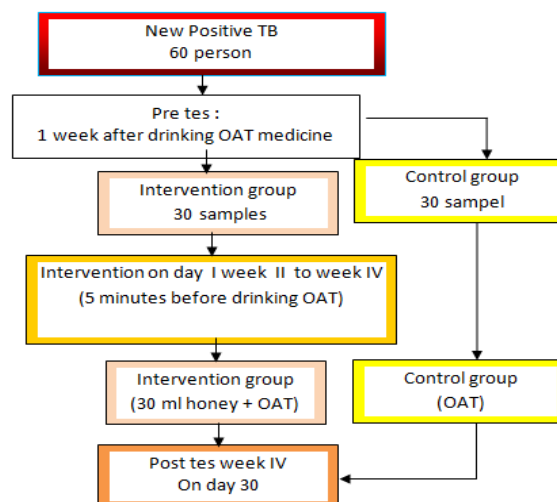 New Positive TB
60 person
Pre tes :
1 week after drinking OAT medicine
Intervention group
30 samples
Control group
30 sampel
Intervention on day I week II to week IV
(5 minutes before drinking OAT)
Intervention group
(30 ml honey + OAT)
Control group
(OAT)
Post tes week IV
On day 30